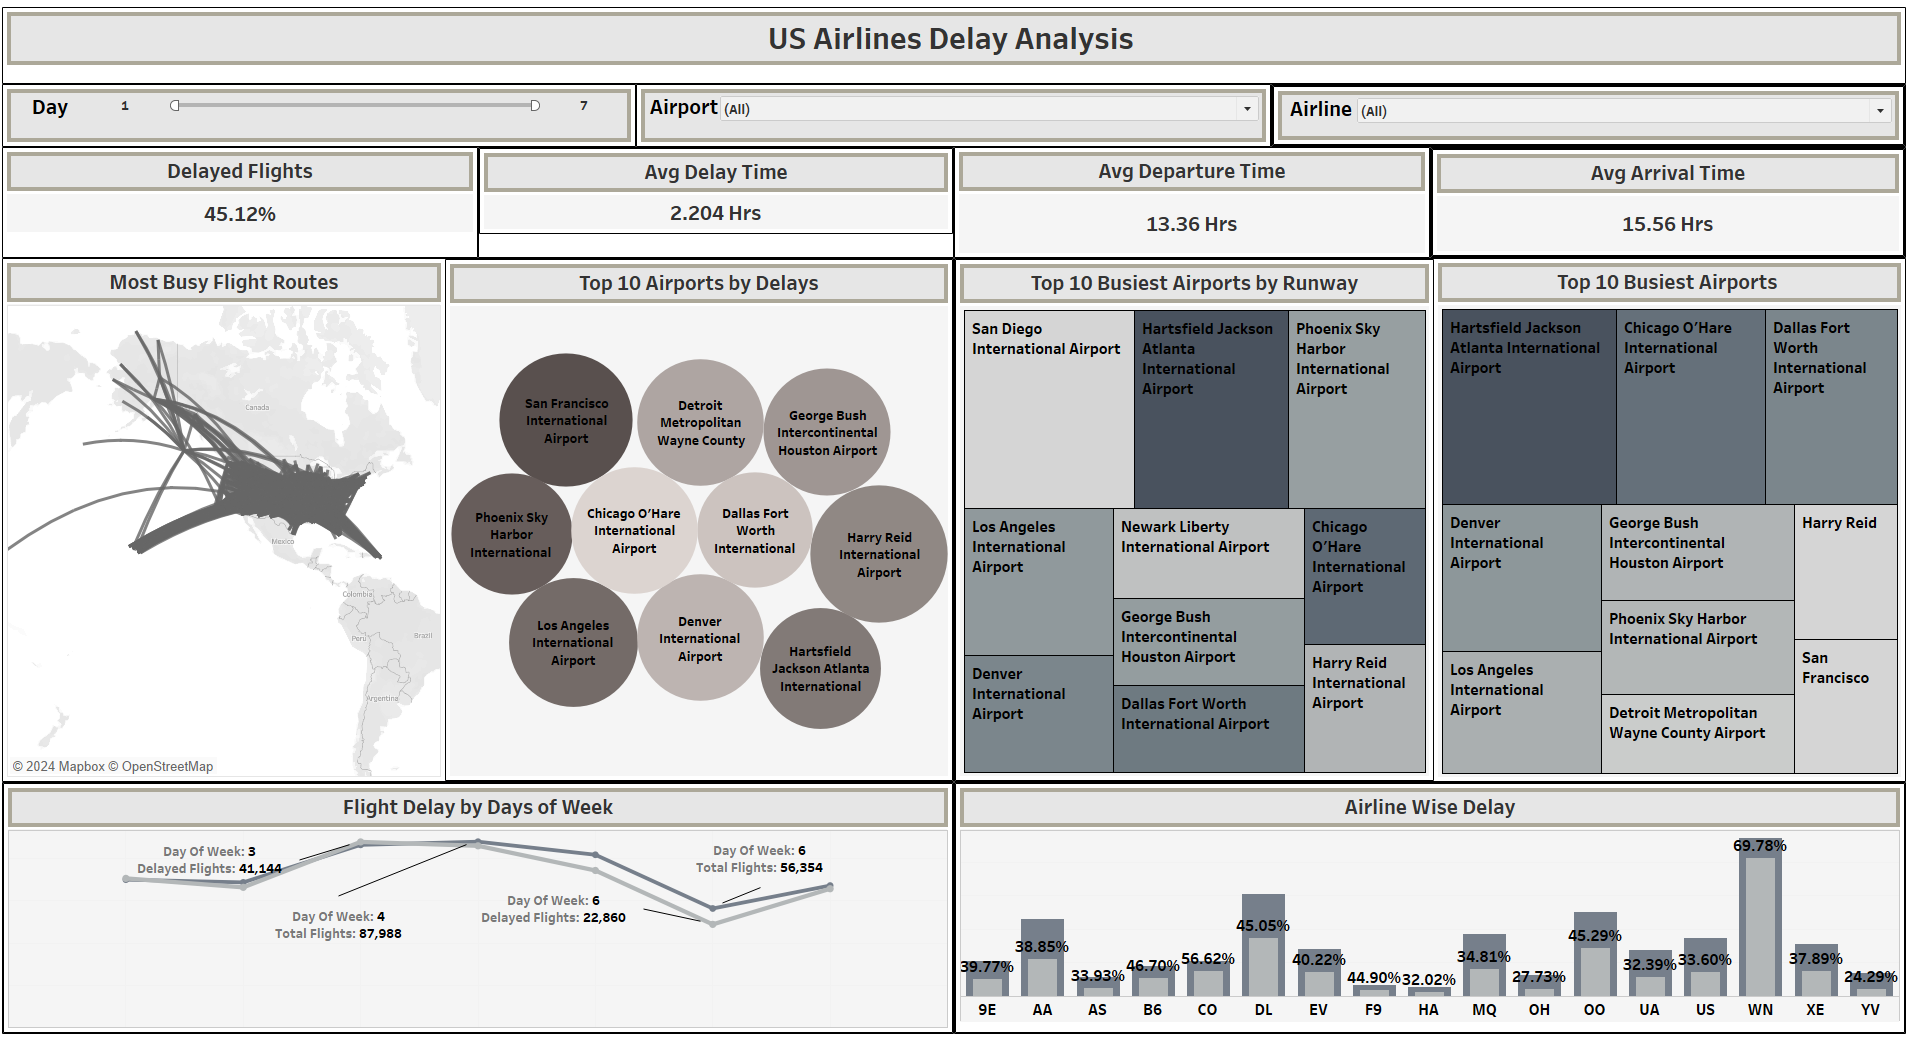 US Airlines Delay Analysis
Day 1 7
Airport (All)
Airline (All)
Delayed Flights
45.12%
Avg Delay Time
2.204 Hrs
Avg Departure Time
13.36 Hrs
Avg Arrival Time
15.56 Hrs
Most Busy Flight Routes
Canada
Mexico
Colombia
Peru
Brazil
Argentina
© 2024 Mapbox © OpenStreetMap
Top 10 Airports by Delays
San Francisco
International
Airport
Detroit
Metropolitan
Wayne County
George Bush
Intercontinental
Houston Airport
Phoenix Sky
Harbor
International
Chicago O’Hare
International
Airport
Dallas Fort
Worth
International
Harry Reid
International
Airport
Los Angeles
International
Airport
Denver
International
Airport
Hartsfield
Jackson Atlanta
International
Top 10 Busiest Airports by Runway
San Diego
International Airport
Hartsfield Jackson
Atlanta
International
Airport
Phoenix Sky
Harbor
International
Airport
Los Angeles
International
Airport
Newark Liberty
International Airport
Chicago
O’Hare
International
Airport
George Bush
Intercontinental
Houston Airport
Denver
International
Airport
Dallas Fort Worth
International Airport
Harry Reid
International
Airport
Top 10 Busiest Airports
Hartsfield Jackson
Atlanta International
Airport
Chicago O’Hare
International
Airport
Dallas Fort
Worth
International
Airport
Denver
International
Airport
George Bush
Intercontinental
Houston Airport
Harry Reid
Phoenix Sky Harbor
International Airport
Los Angeles
International
Airport
San
Francisco
Detroit Metropolitan
Wayne County Airport
Flight Delay by Days of Week
Day Of Week: 3
Delayed Flights: 41,144
Day Of Week: 4
Total Flights: 87,988
Day Of Week: 6
Delayed Flights: 22,860
Day Of Week: 6
Total Flights: 56,354
Airline Wise Delay
39.77% 38.85% 33.93% 46.70% 56.62% 45.05% 40.22% 44.90% 32.02% 34.81% 27.73% 45.29% 32.39% 33.60% 69.78% 37.89% 24.29%
9E AA AS B6 CO DL EV F9 HA MQ OH OO UA US WN XE YV